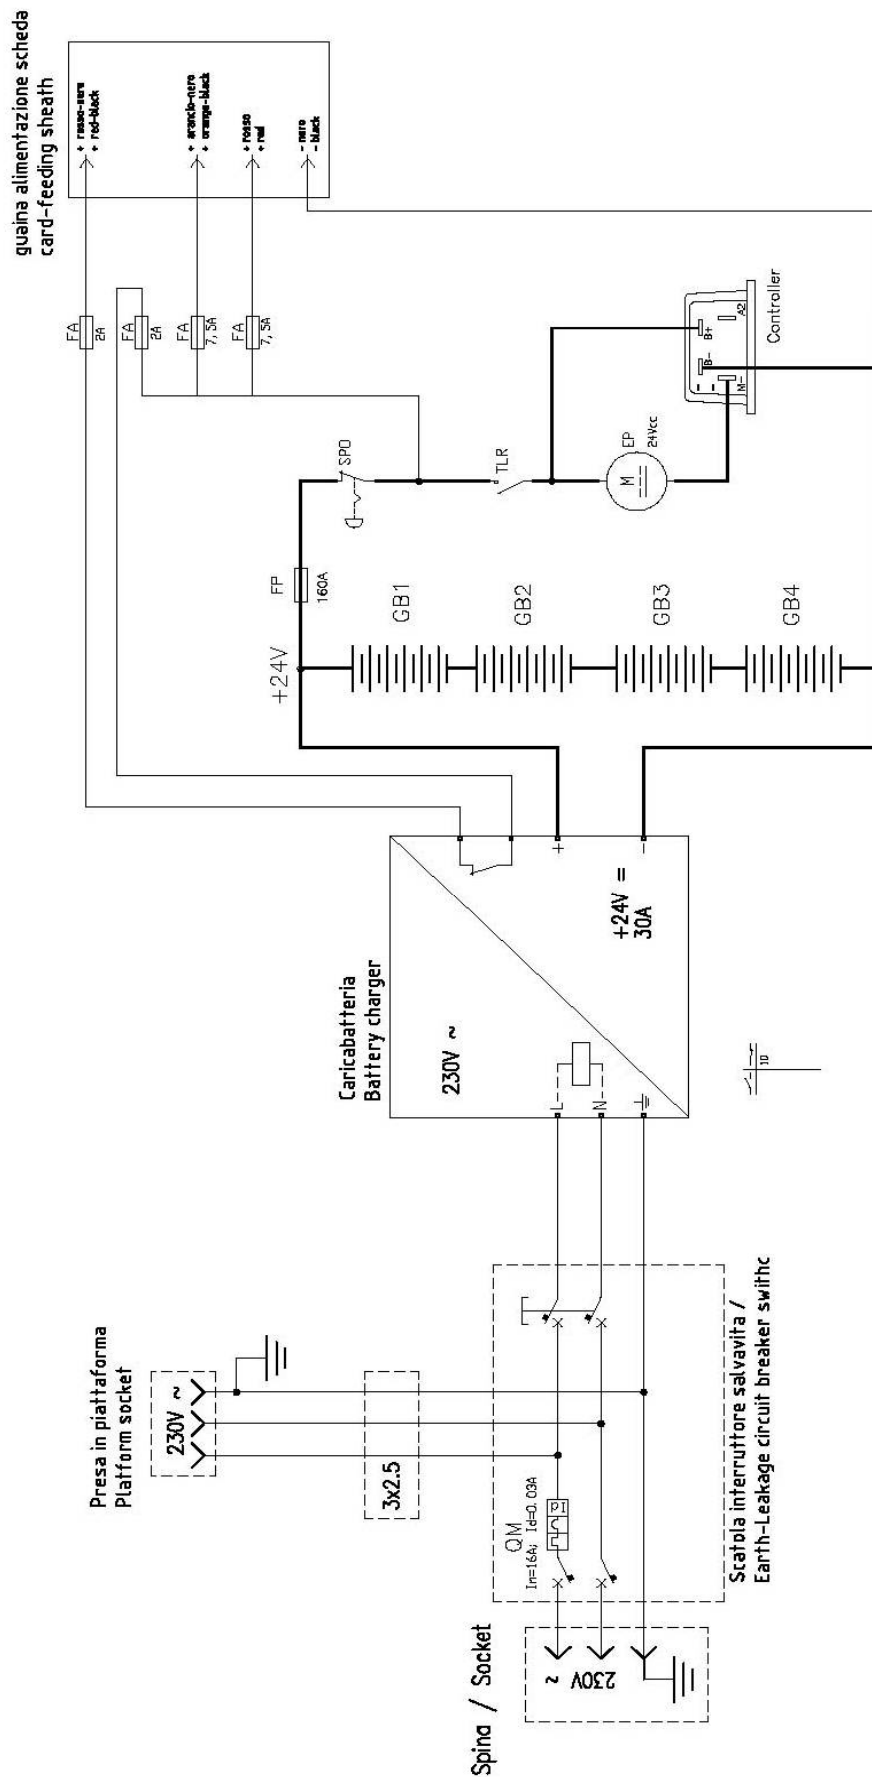 guaina alimentazione scheda
card-feeding sheath
+ rosso-nero
+ red-black
+ arancio-nero
+ orange-black
+ rosso
+ red
- nero
- black
FA
2A
FA
2A
FA
7,5A
FA
7,5A
SPO
TLR
EP
24Vcc
M
B+
B-
A2
M-
Controller
FP
160A
+24V
GB1
GB2
GB3
GB4
Caricabatteria
Battery charger
230V ~
+
-
+24V =
30A
L
N
10
Presa in piattaforma
Platform socket
230V ~
3x2.5
QM
In=16A; Id=0.03A
Scatola interruttore salvavita /
Earth-Leakage circuit breaker swithc
Spina / Socket
~ 230V